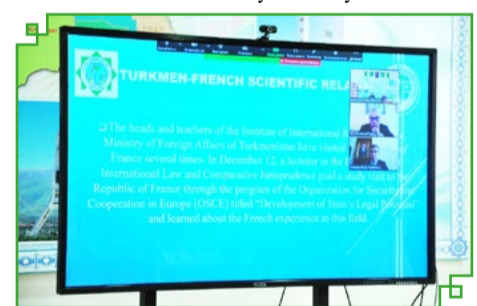 TURKMEN-FRENCH SCIENTIFIC RELA
❑The heads and teachers of the Institute of International R
Ministry of Foreign Affairs of Turkmenistan have visite
France several times. In December 12, a lecturer in the
International Law and Comparative Jurisprudence paid a study visit to
Republic of France through the program of the Organization for Security
Cooperation in Europe (OSCE) titled "Development of State's Legal Potential"
and learned about the French experience in this field.